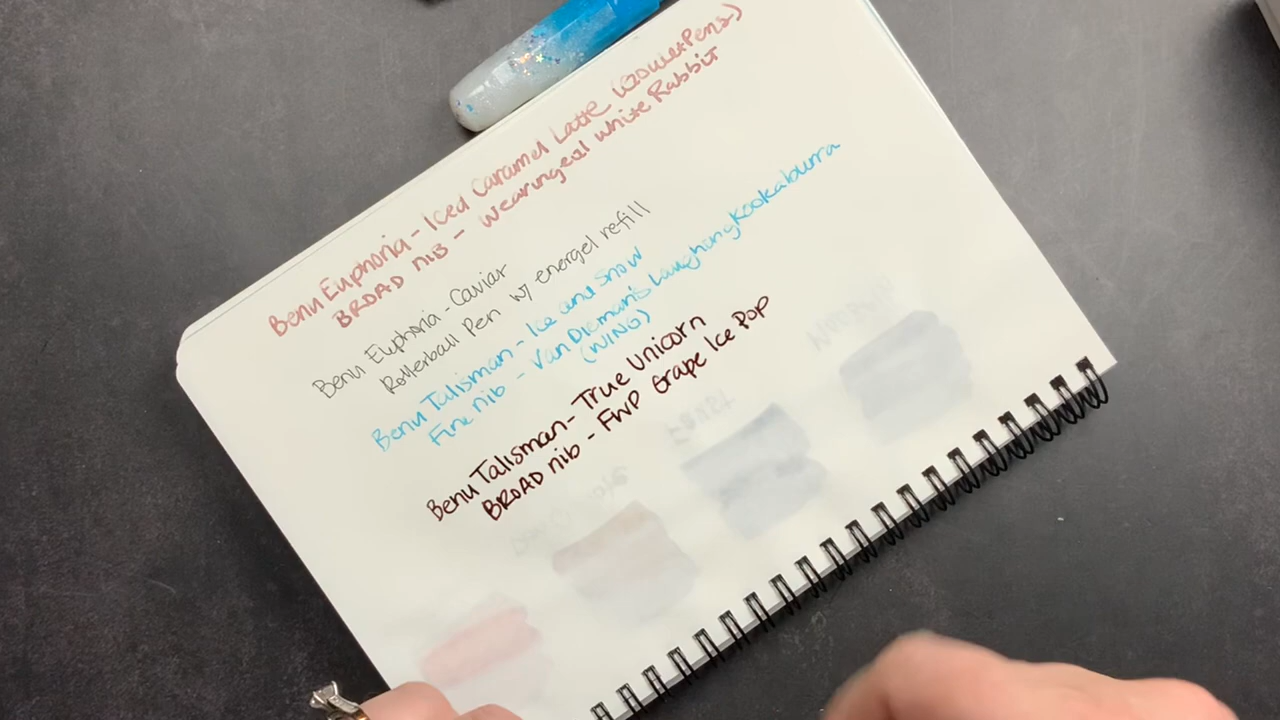 Benu Euphoria - Iced Caramel Latte (GouletPens)
BROAD nib - Wearingeul White Rabbit
Benu Euphoria - Caviar
Rollerball Pen w/ energel refill
Benu Talisman - Ice and Snow
Fine nib - Van Dieman's Laughing Kookaburra
(WING)
Benu Talisman - True Unicorn
BROAD nib - FWP Grape Ice Pop